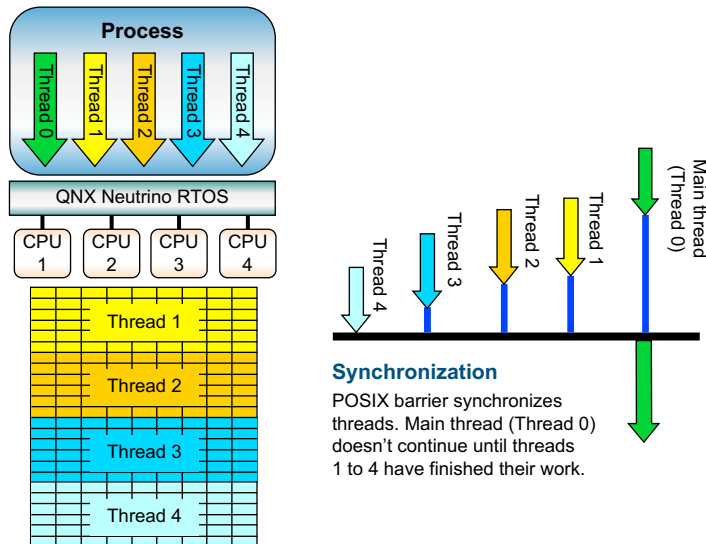 Process
Thread 0
Thread 1
Thread 2
Thread 3
Thread 4
QNX Neutrino RTOS
CPU
1
CPU
2
CPU
3
CPU
4
Thread 1
Thread 2
Thread 3
Thread 4
Thread 4
Thread 3
Thread 2
Thread 1
Main thread
(Thread 0)
Synchronization
POSIX barrier synchronizes
threads. Main thread (Thread 0)
doesn’t continue until threads
1 to 4 have finished their work.